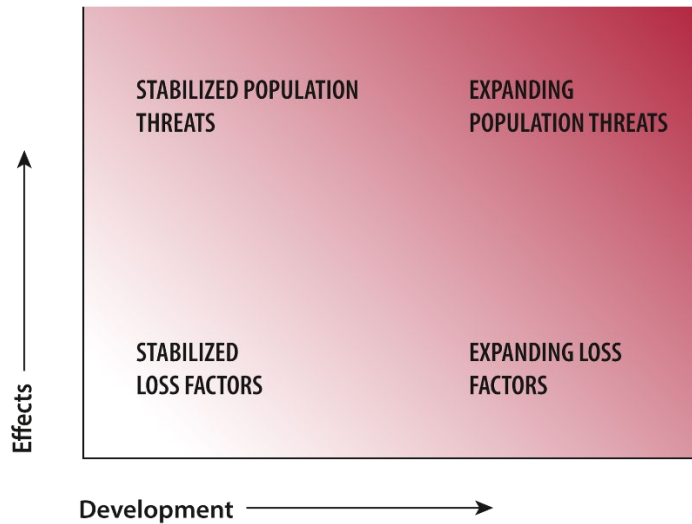 STABILIZED POPULATION
THREATS
EXPANDING
POPULATION THREATS
STABILIZED
LOSS FACTORS
EXPANDING LOSS
FACTORS
Effects
Development